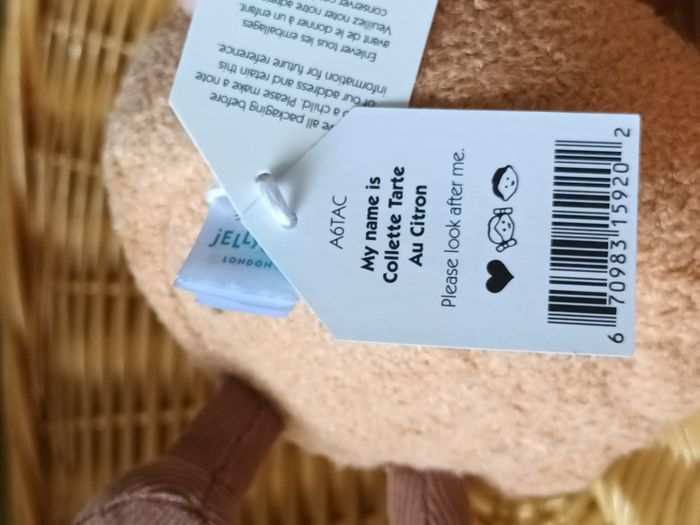 A6TAC
My name is
Collette Tarte
Au Citron
Please look after me.
6 70983 15920 2
all packaging before
a child. Please make a note
of our address and retain this
information for future reference.
Enlever tous les emballages
avant de le donner à un enfant.
Veuillez noter notre
conserver
JELLY
LONDON